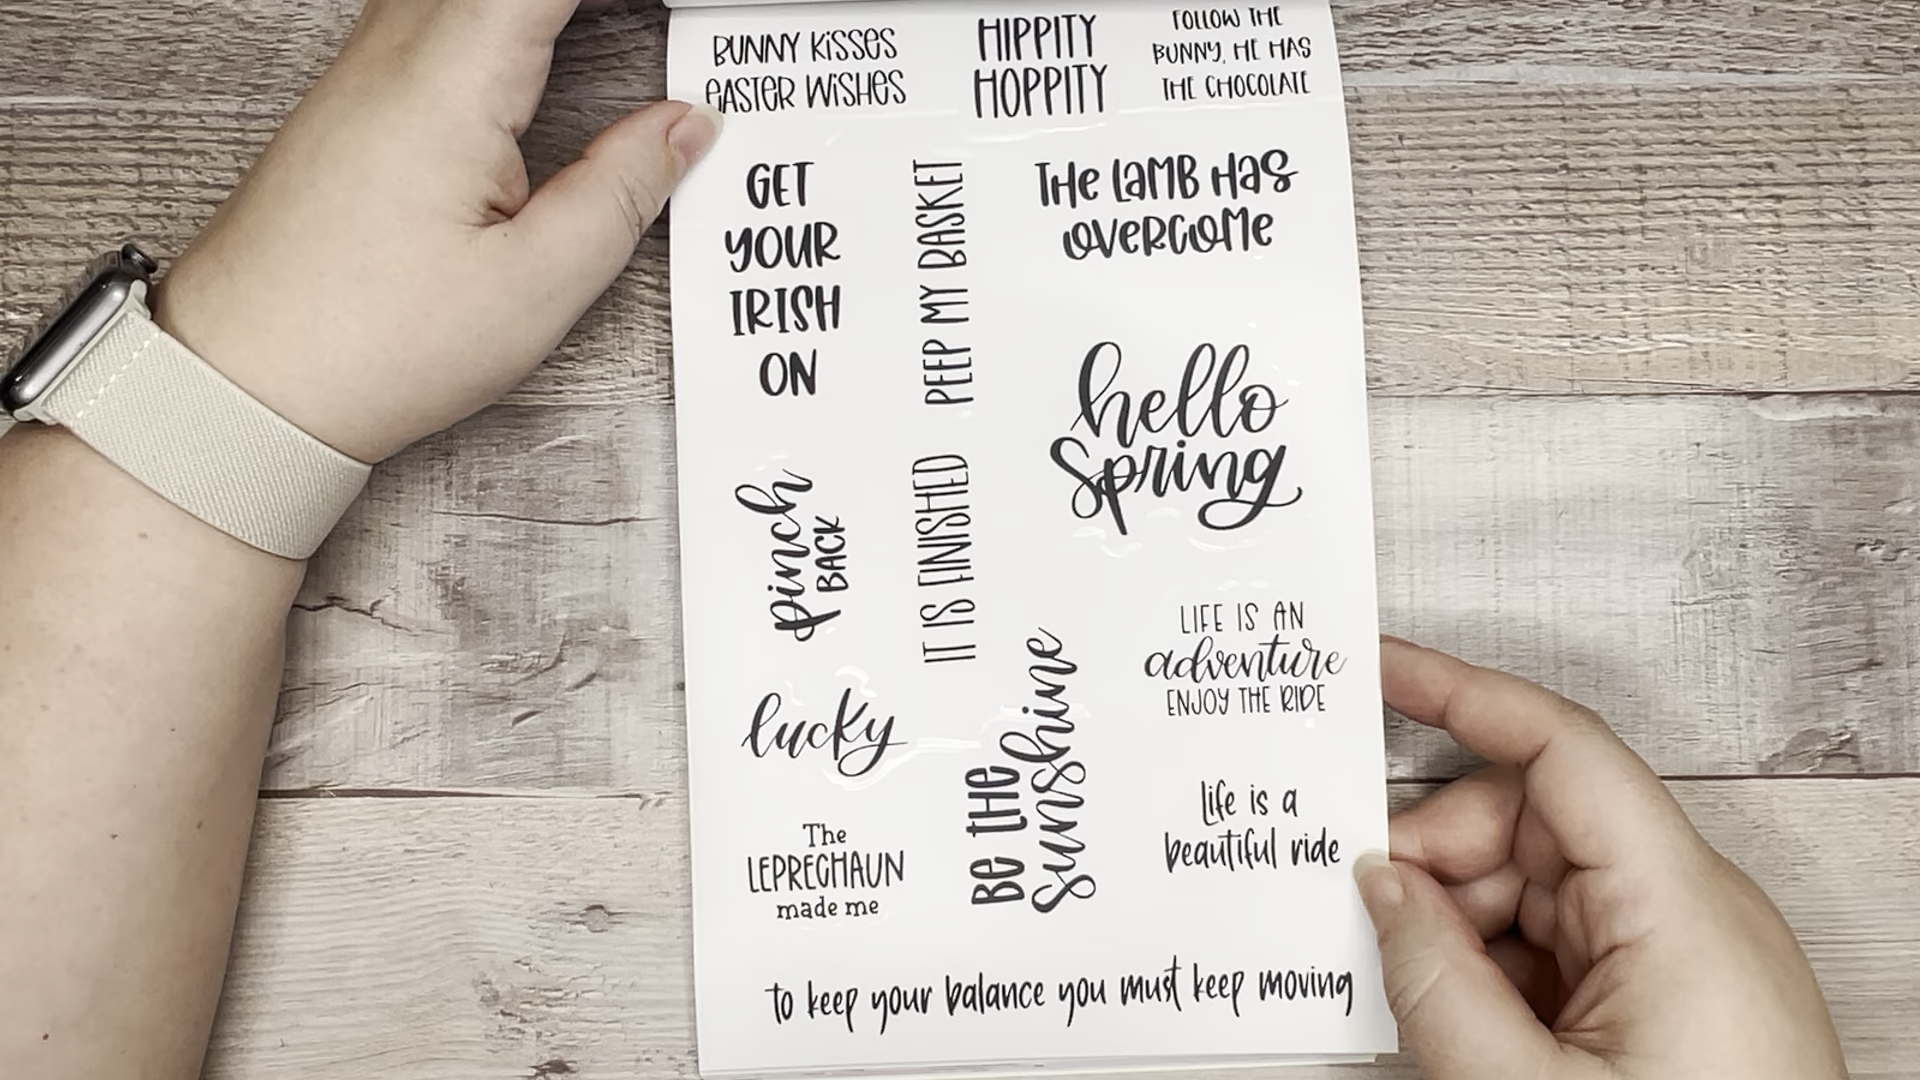 BUNNY KISSES
EASTER WISHES
HIPPITY
HOPPITY
FOLLOW THE
BUNNY, HE HAS
THE CHOCOLATE
GET
YOUR
IRISH
ON
PEEP MY BASKET
THE LAMB HAS
OVERCOME
hello
Spring
pinch
BACK
IT IS FINISHED
LIFE IS AN
adventure
ENJOY THE RIDE
lucky
Be the
Sunshine
Life is a
beautiful ride
The
LEPRECHAUN
made me
to keep your balance you must keep moving